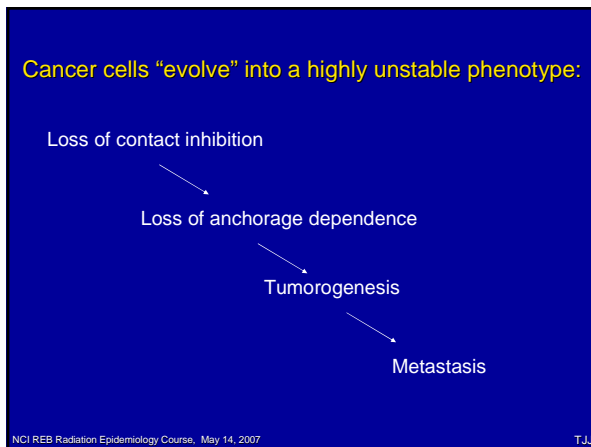 Cancer cells “evolve” into a highly unstable phenotype:
Loss of contact inhibition
Loss of anchorage dependence
Tumorogenesis
Metastasis
NCI REB Radiation Epidemiology Course, May 14, 2007
TJJ